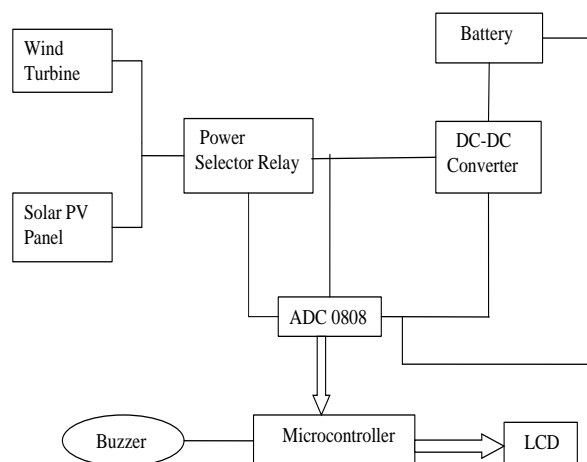 Wind
Turbine
Battery
Power
Selector Relay
DC-DC
Converter
Solar PV
Panel
ADC 0808
Microcontroller
Buzzer
LCD